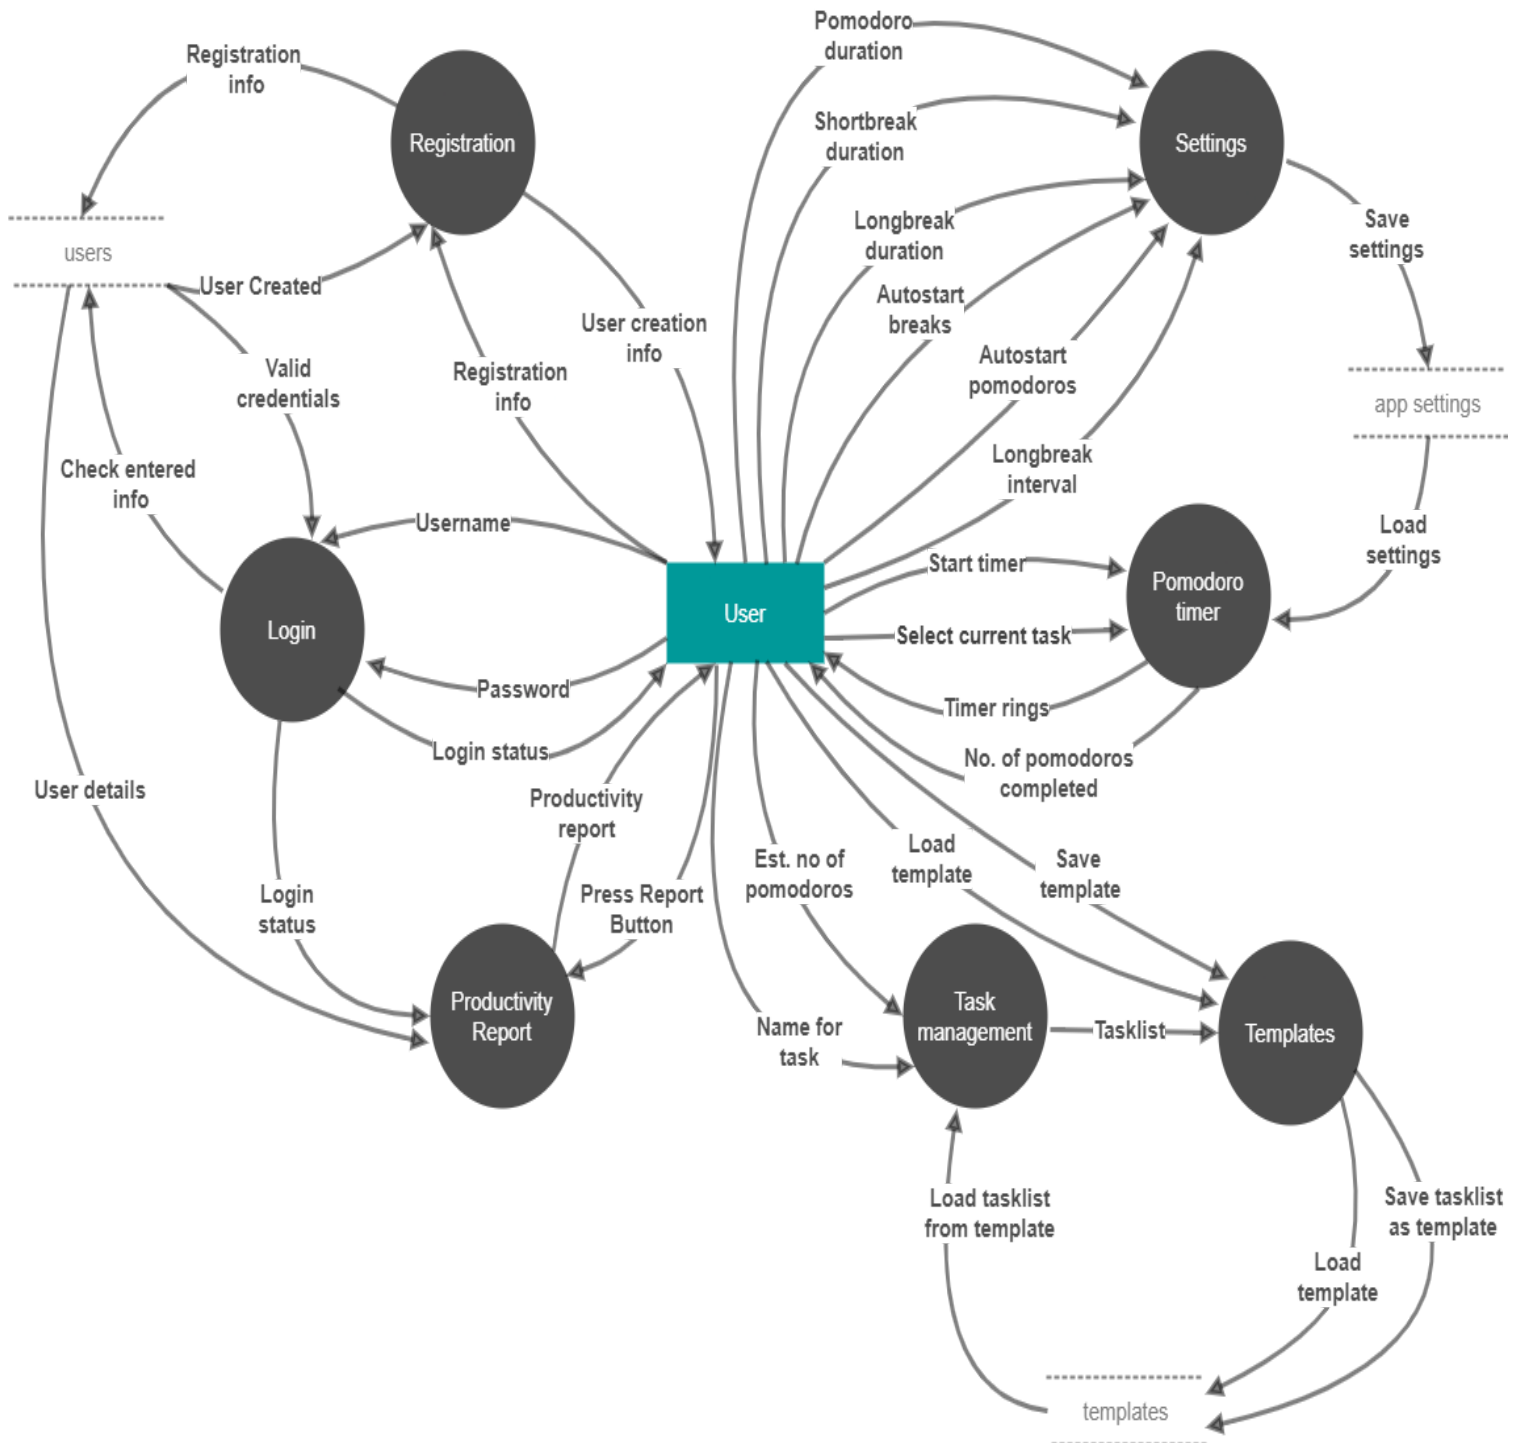 Pomodoro
duration
Registration
info
Registration
Shortbreak
duration
Settings
Longbreak
duration
Save
settings
users
User Created
Autostart
breaks
User creation
info
Valid
credentials
Registration
info
Autostart
pomodoros
app settings
Check entered
info
Longbreak
interval
Username
Load
settings
Start timer
Pomodoro
timer
User
Login
Select current task
Password
Timer rings
Login status
No. of pomodoros
completed
User details
Productivity
report
Est. no of
pomodoros
Load
template
Save
template
Login
status
Press Report
Button
Productivity
Report
Name for
task
Task
management
Tasklist
Templates
Load tasklist
from template
Save tasklist
as template
Load
template
templates